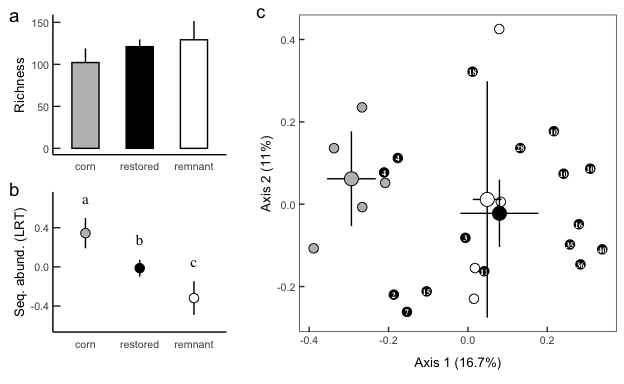 a
150
100
50
0
Richness
corn restored remnant
b
0.4
0.0
-0.4
Seq. abund. (LRT)
a
b
c
corn restored remnant
c
0.4
0.2
0.0
-0.2
Axis 2 (11%)
18
28
10
4
4
10
10
16
3
35
40
36
11
2
15
7
-0.4 -0.2 0.0 0.2
Axis 1 (16.7%)